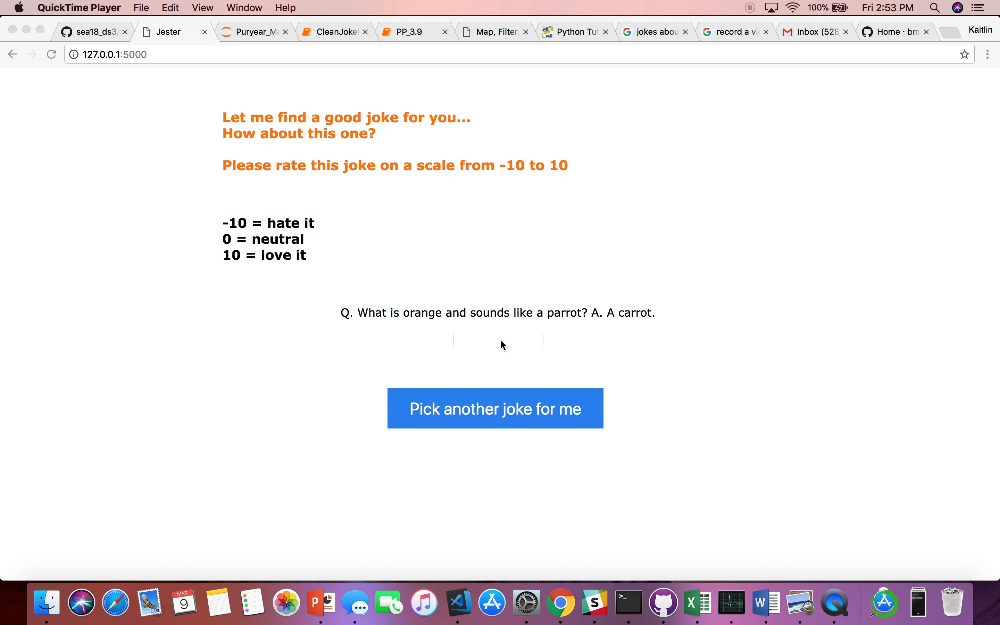 QuickTime Player File Edit View Window Help 100% Fri 2:53 PM
sea18_ds3/ Jester Puryear_Me CleanJoke PP_3.9 Map, Filter, Python Tut jokes abou record a vi Inbox (528 Home · bm Kaitlin
127.0.0.1:5000
Let me find a good joke for you...
How about this one?
Please rate this joke on a scale from -10 to 10
-10 = hate it
0 = neutral
10 = love it
Q. What is orange and sounds like a parrot? A. A carrot.
Pick another joke for me
MAR
9